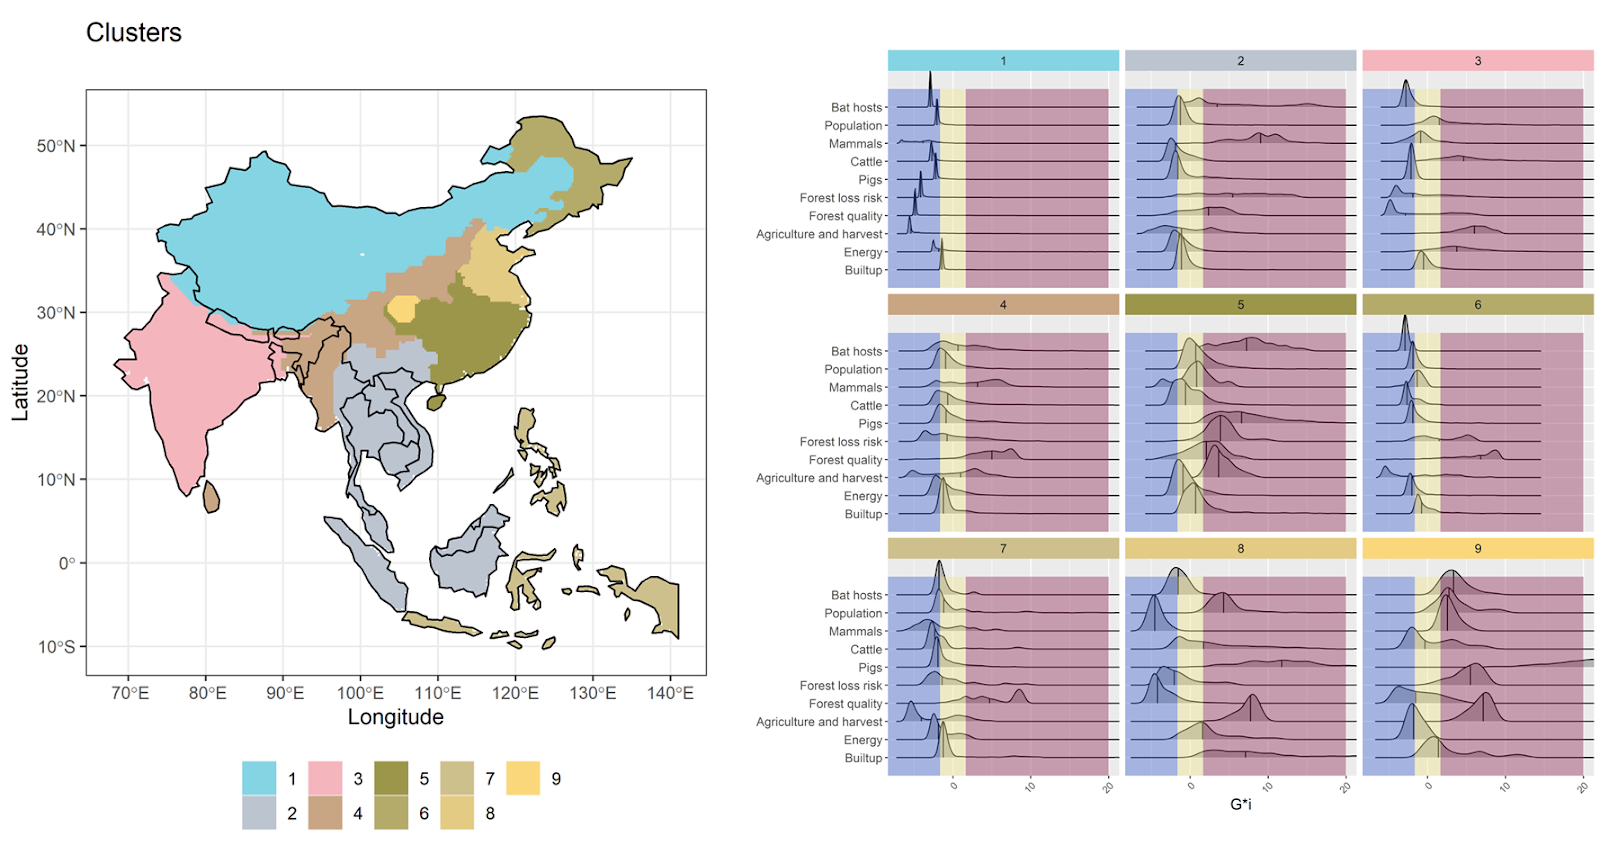 Clusters
50°N
40°N
30°N
20°N
10°N
0°
10°S
Latitude
70°E 80°E 90°E 100°E 110°E 120°E 130°E 140°E
Longitude
1 3 5 7 9
2 4 6 8
1 2 3
Bat hosts
Population
Mammals
Cattle
Pigs
Forest loss risk
Forest quality
Agriculture and harvest
Energy
Builtup
4 5 6
Bat hosts
Population
Mammals
Cattle
Pigs
Forest loss risk
Forest quality
Agriculture and harvest
Energy
Builtup
7 8 9
Bat hosts
Population
Mammals
Cattle
Pigs
Forest loss risk
Forest quality
Agriculture and harvest
Energy
Builtup
0 10 20 0 10 20 0 10 20
G*i